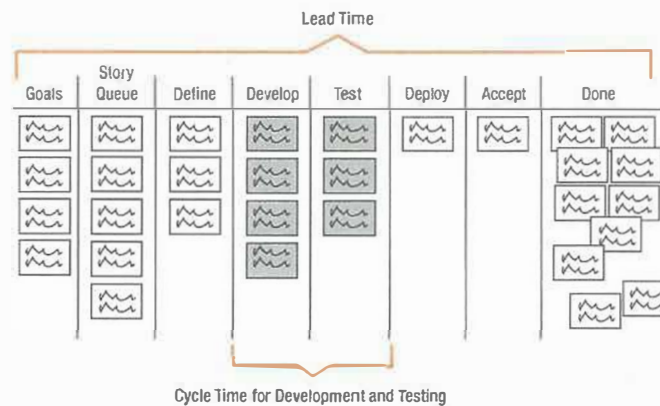 Lead Time
Story
Goals Queue Define Develop Test Deploy Accept Done
Cycle Time for Development and Testing